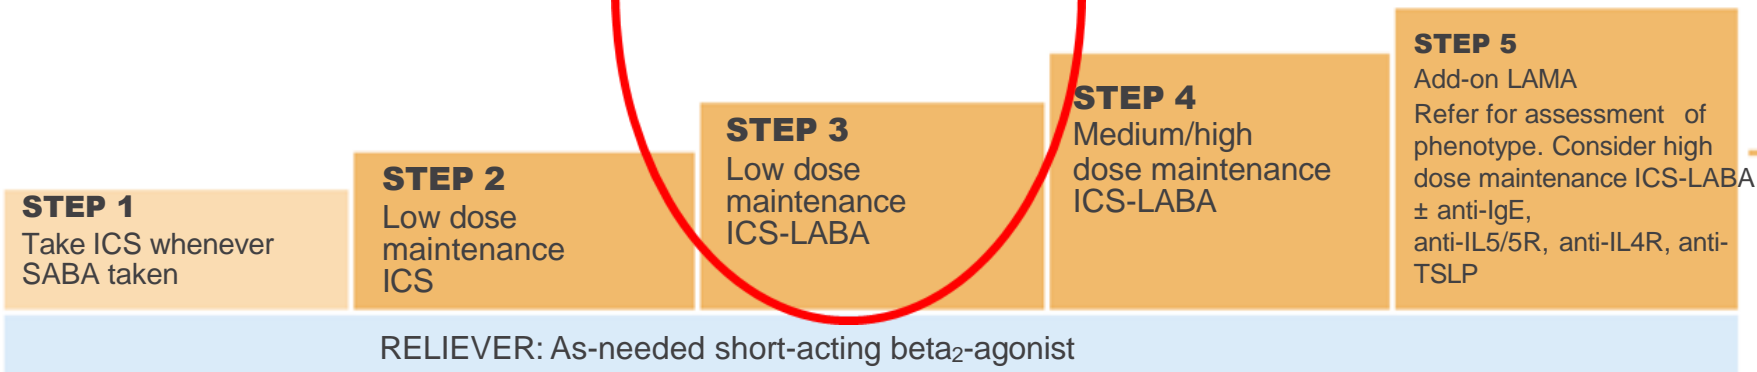 STEP 1
Take ICS whenever
SABA taken
STEP 2
Low dose
maintenance
ICS
STEP 3
Low dose
maintenance
ICS-LABA
STEP 4
Medium/high
dose maintenance
ICS-LABA
STEP 5
Add-on LAMA
Refer for assessment of
phenotype. Consider high
dose maintenance ICS-LABA
± anti-IgE,
anti-IL5/5R, anti-IL4R, anti-
TSLP
RELIEVER: As-needed short-acting beta₂-agonist